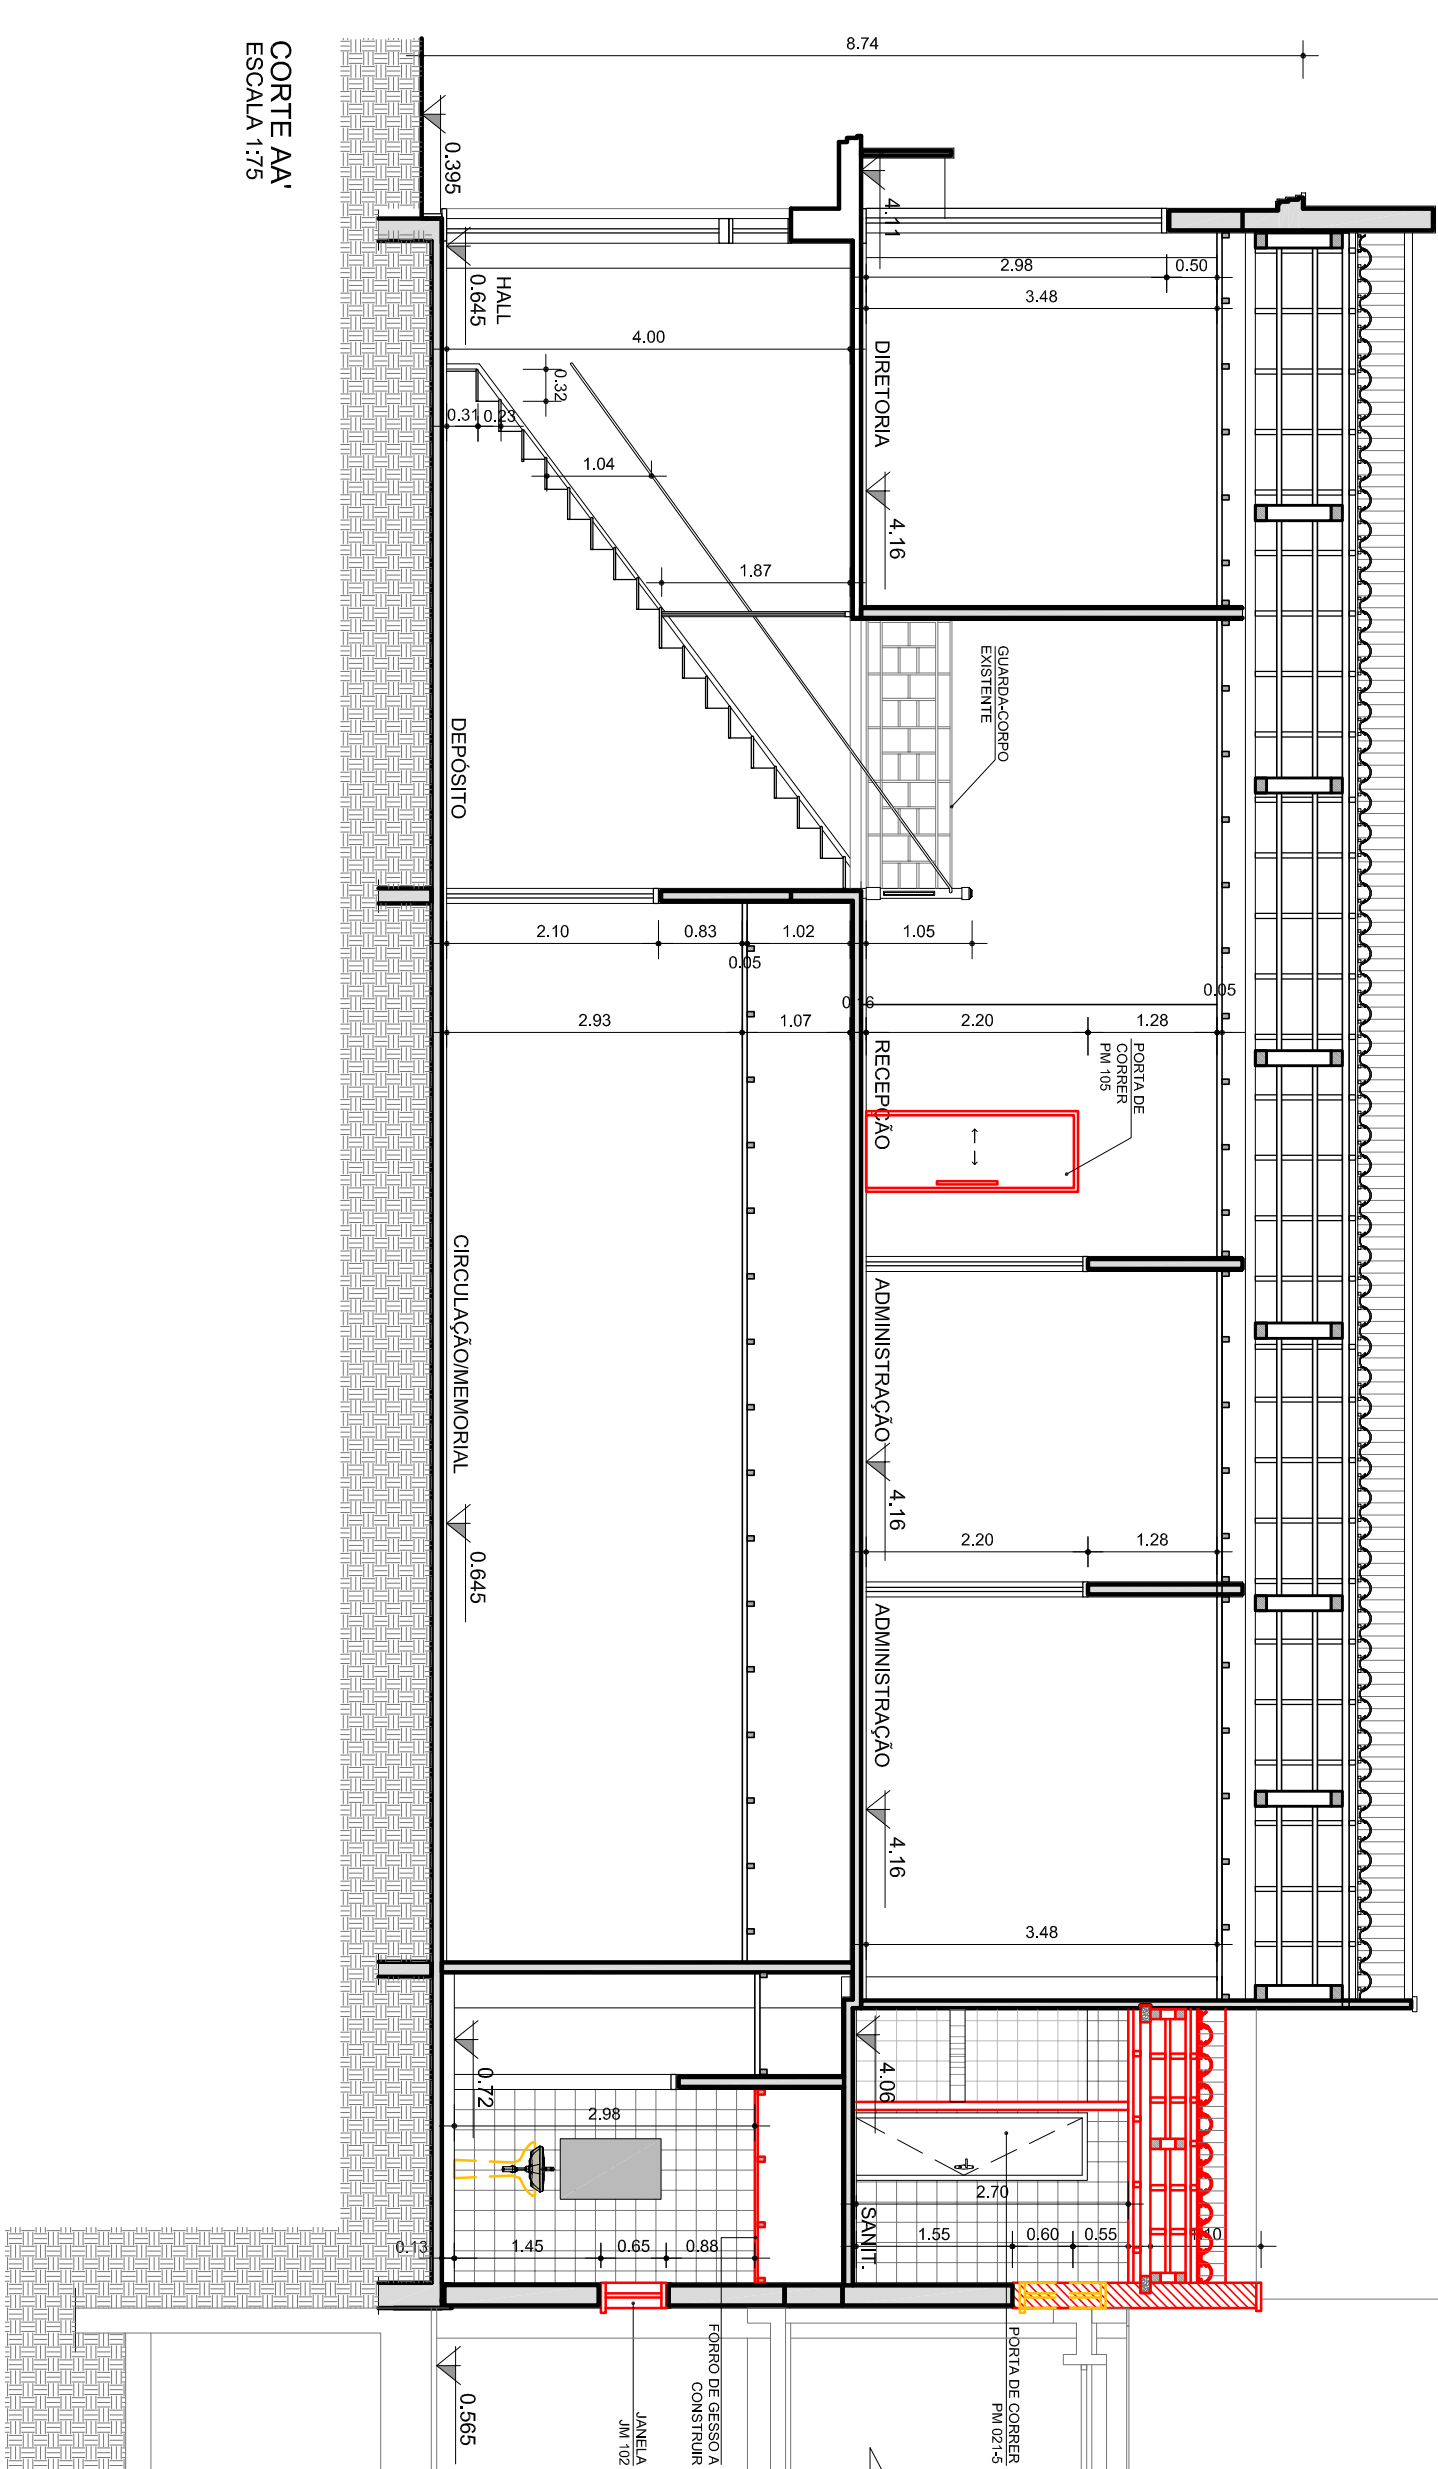 CORTE AA'
ESCALA 1:75
8.74
0.395
4.11
2.98
0.50
3.48
HALL
0.645
4.00
DIRETORIA
4.16
0.32
0.31
0.23
1.04
1.87
GUARDA-CORPO
EXISTENTE
DEPÓSITO
2.10
0.83
1.02
1.05
0.05
0.16
0.05
2.93
1.07
2.20
1.28
RECEPÇÃO
PORTA DE
CORRER
PM 105
CIRCULAÇÃO/MEMORIAL
0.645
ADMINISTRAÇÃO
4.16
2.20
1.28
ADMINISTRAÇÃO
4.16
3.48
0.72
4.06
2.98
2.70
SANIT.
0.13
1.45
0.65
0.88
1.55
0.60
0.55
1.10
0.565
JANELA
JM 102
FORRO DE GESSO A
CONSTRUIR
PORTA DE CORRER
PM 021-5